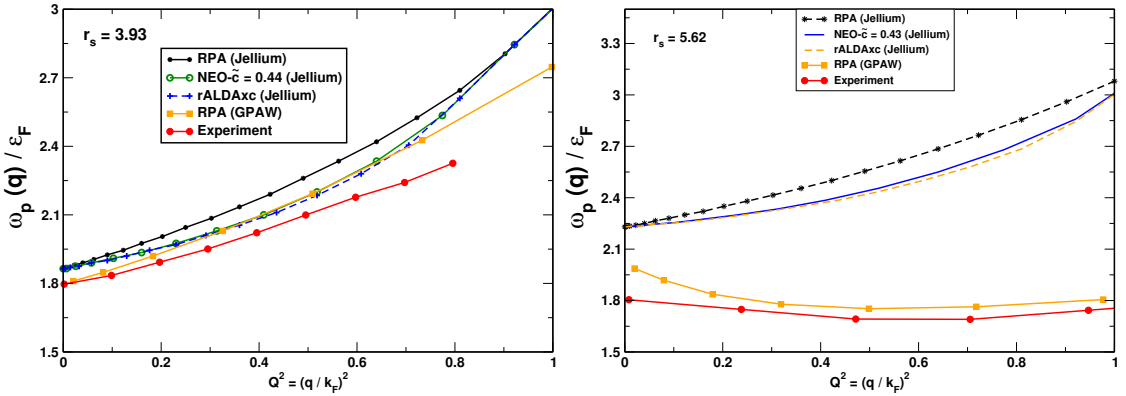 ω_p (q) / ε_F
3
2.7
2.4
2.1
1.8
1.5
r_s = 3.93
RPA (Jellium)
NEO-c̃ = 0.44 (Jellium)
rALDAxc (Jellium)
RPA (GPAW)
Experiment
0 0.2 0.4 0.6 0.8 1
Q² = (q / k_F)²
ω_p (q) / ε_F
3.3
3
2.7
2.4
2.1
1.8
1.5
r_s = 5.62
RPA (Jellium)
NEO-c̃ = 0.43 (Jellium)
rALDAxc (Jellium)
RPA (GPAW)
Experiment
0 0.2 0.4 0.6 0.8 1
Q² = (q / k_F)²